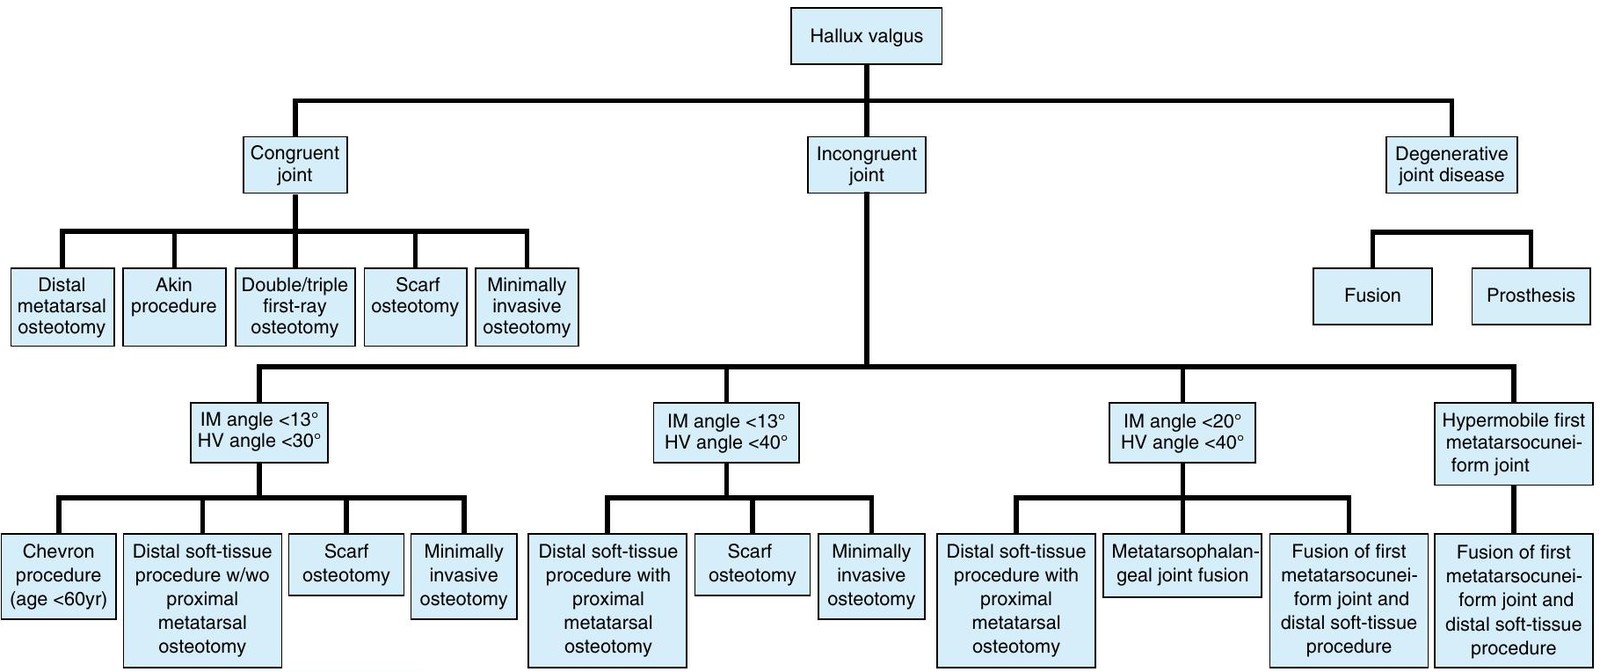 Hallux valgus
Congruent
joint
Incongruent
joint
Degenerative
joint disease
Distal
metatarsal
osteotomy
Akin
procedure
Double/triple
first-ray
osteotomy
Scarf
osteotomy
Minimally
invasive
osteotomy
Fusion
Prosthesis
IM angle <13°
HV angle <30°
IM angle <13°
HV angle <40°
IM angle <20°
HV angle <40°
Hypermobile first
metatarsocunei-
form joint
Chevron
procedure
(age <60yr)
Distal soft-tissue
procedure w/wo
proximal
metatarsal
osteotomy
Scarf
osteotomy
Minimally
invasive
osteotomy
Distal soft-tissue
procedure with
proximal
metatarsal
osteotomy
Scarf
osteotomy
Minimally
invasive
osteotomy
Distal soft-tissue
procedure with
proximal
metatarsal
osteotomy
Metatarsophalan-
geal joint fusion
Fusion of first
metatarsocunei-
form joint and
distal soft-tissue
procedure
Fusion of first
metatarsocunei-
form joint and
distal soft-tissue
procedure